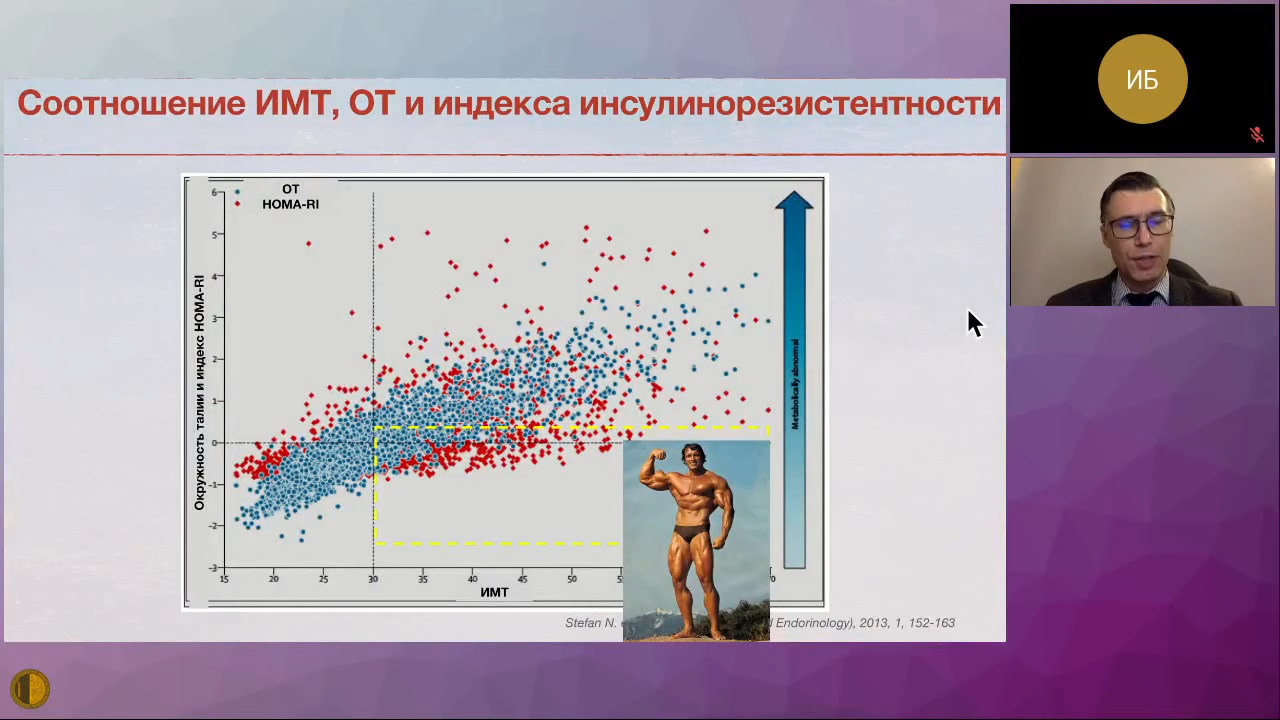 Соотношение ИМТ, ОТ и индекса инсулинорезистентности
ИБ
ОТ
HOMA-RI
Окружность талии и индекс HOMA-RI
6
5
4
3
2
1
0
-1
-2
-3
15
20
25
30
35
40
45
50
ИМТ
Metabolically abnormal
Stefan N.
Endorinology), 2013, 1, 152-163